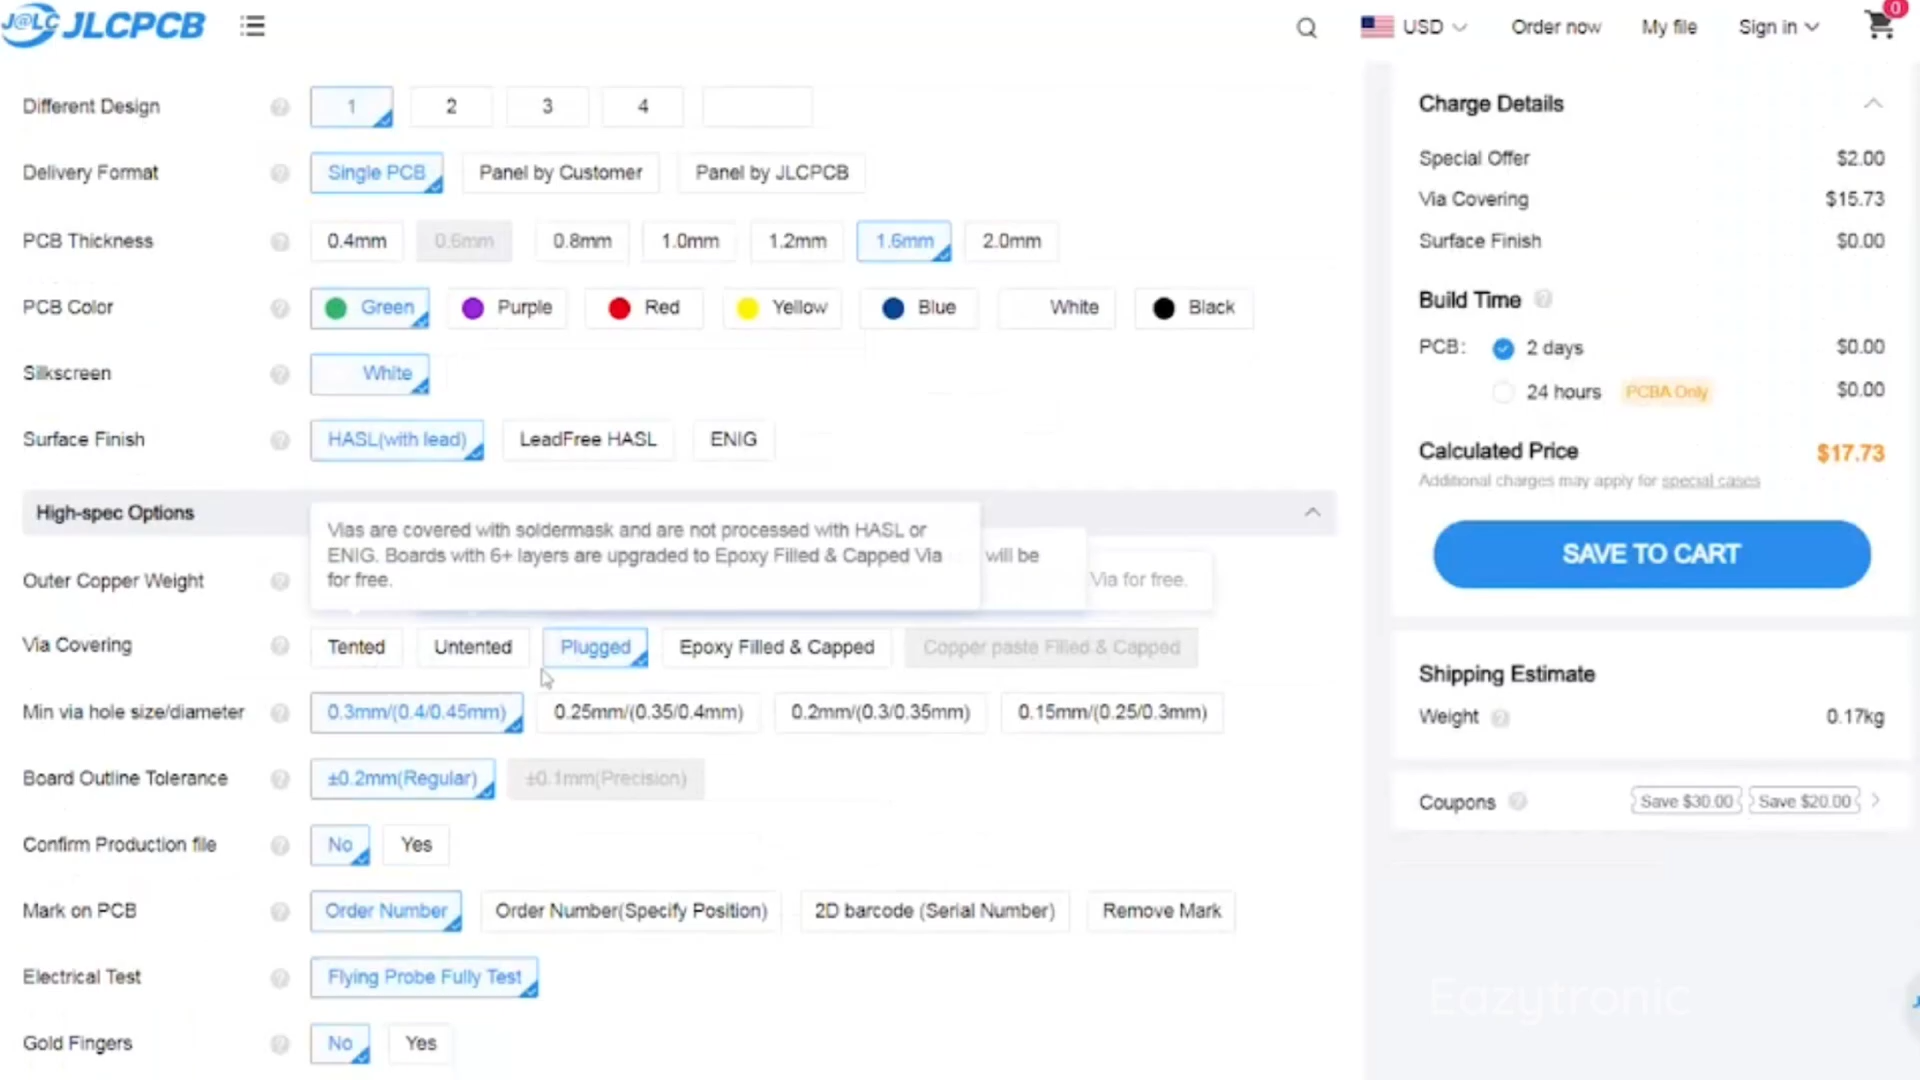 J@LC JLCPCB
USD Order now My file Sign in 0
Different Design 1 2 3 4
Delivery Format Single PCB Panel by Customer Panel by JLCPCB
PCB Thickness 0.4mm 0.6mm 0.8mm 1.0mm 1.2mm 1.6mm 2.0mm
PCB Color Green Purple Red Yellow Blue White Black
Silkscreen White
Surface Finish HASL(with lead) LeadFree HASL ENIG
High-spec Options
Vias are covered with soldermask and are not processed with HASL or
ENIG. Boards with 6+ layers are upgraded to Epoxy Filled & Capped Via
for free.
will be
Via for free.
Outer Copper Weight
Via Covering Tented Untented Plugged Epoxy Filled & Capped Copper paste Filled & Capped
Min via hole size/diameter 0.3mm/(0.4/0.45mm) 0.25mm/(0.35/0.4mm) 0.2mm/(0.3/0.35mm) 0.15mm/(0.25/0.3mm)
Board Outline Tolerance ±0.2mm(Regular) ±0.1mm(Precision)
Confirm Production file No Yes
Mark on PCB Order Number Order Number(Specify Position) 2D barcode (Serial Number) Remove Mark
Electrical Test Flying Probe Fully Test
Gold Fingers No Yes
Charge Details
Special Offer $2.00
Via Covering $15.73
Surface Finish $0.00
Build Time
PCB: 2 days $0.00
24 hours PCBA Only $0.00
Calculated Price $17.73
Additional charges may apply for special cases
SAVE TO CART
Shipping Estimate
Weight 0.17kg
Coupons Save $30.00 Save $20.00
Eazytronic